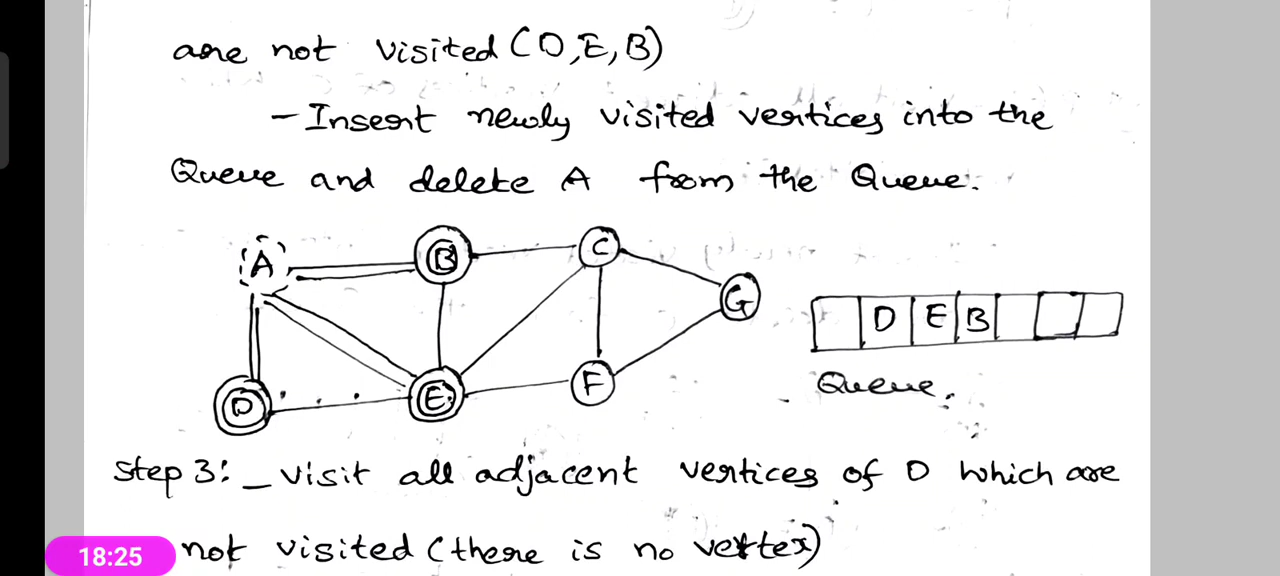 are not visited (D,E,B)
- Insert newly visited vertices into the
Queue and delete A from the Queue.
A B C G D E F
D E B
Queue.
Step 3:_ visit all adjacent vertices of D which are
18:25
not visited (there is no vertex)